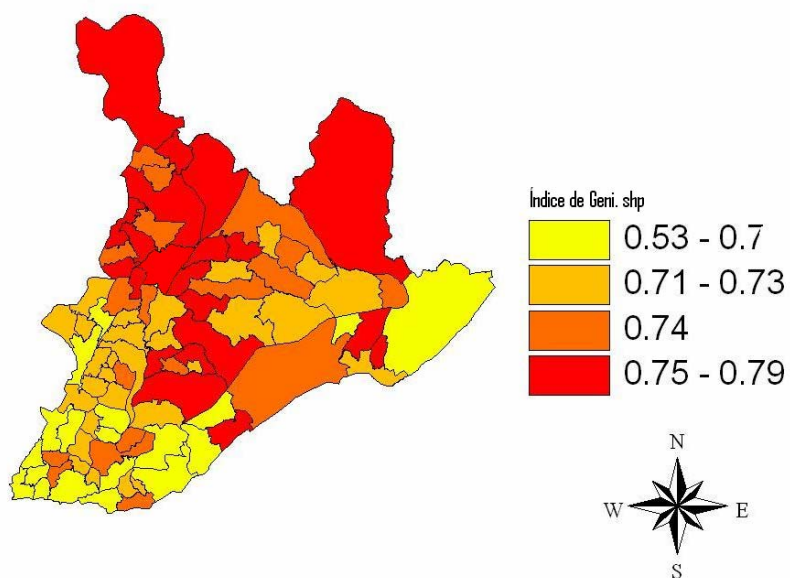 Índice de Geni. shp
0.53 - 0.7
0.71 - 0.73
0.74
0.75 - 0.79
N
W
E
S